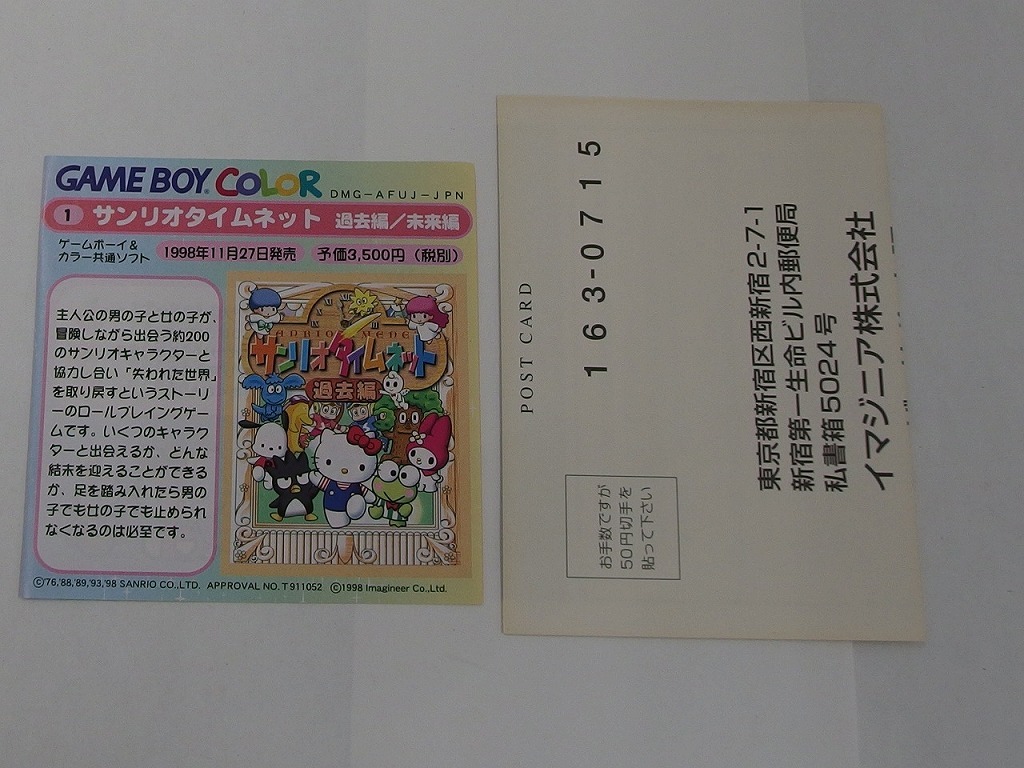 GAME BOY COLOR
DMG-AFUJ-JPN
1 サンリオタイムネット 過去編/未来編
ゲームボーイ&
カラー共通ソフト
1998年11月27日発売
予価3,500円(税別)
主人公の男の子と女の子が、
冒険しながら出会う約200
のサンリオキャラクターと
協力し合い「失われた世界」
を取り戻すというストーリ
ーのロールプレイングゲー
ムです。いくつのキャラク
ターと出会えるか、どんな
結末を迎えることができる
か、足を踏み入れたら男の
子でも女の子でも止められ
なくなるのは必至です。
サンリオタイムネット
過去編
©'76,'88,'89,'93,'98 SANRIO CO.,LTD. APPROVAL NO. T911052 ©1998 Imagineer Co.,Ltd.
POST CARD
163-0715
東京都新宿区西新宿2-7-1
新宿第一生命ビル内郵便局
私書箱5024号
イマジニア株式会社
お手数ですが
50円切手を
貼って下さい